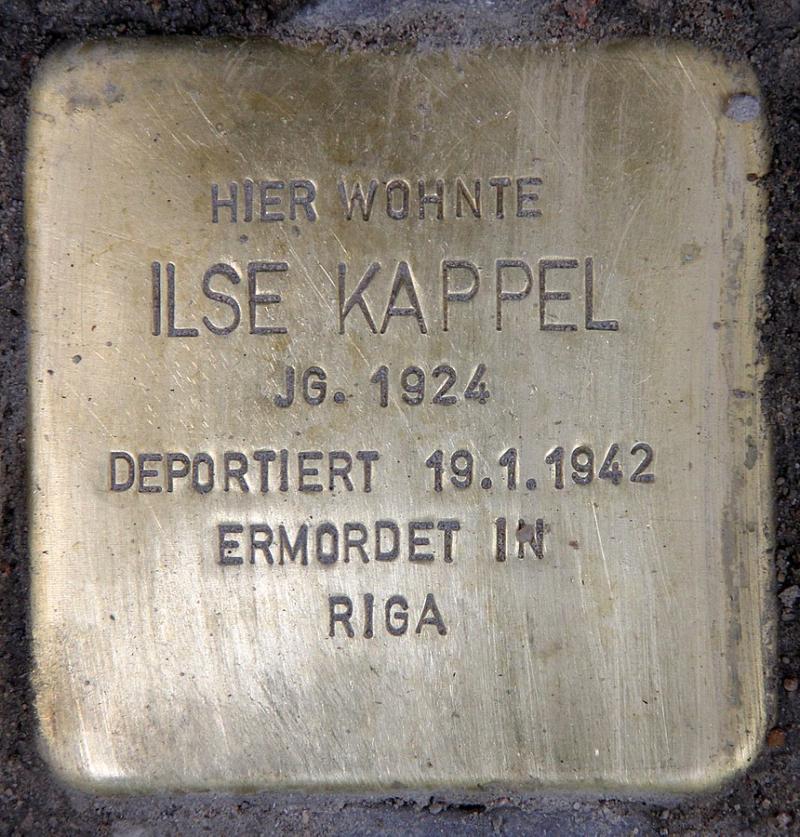 HIER WOHNTE
ILSE KAPPEL
JG. 1924
DEPORTIERT 19.1.1942
ERMORDET IN
RIGA